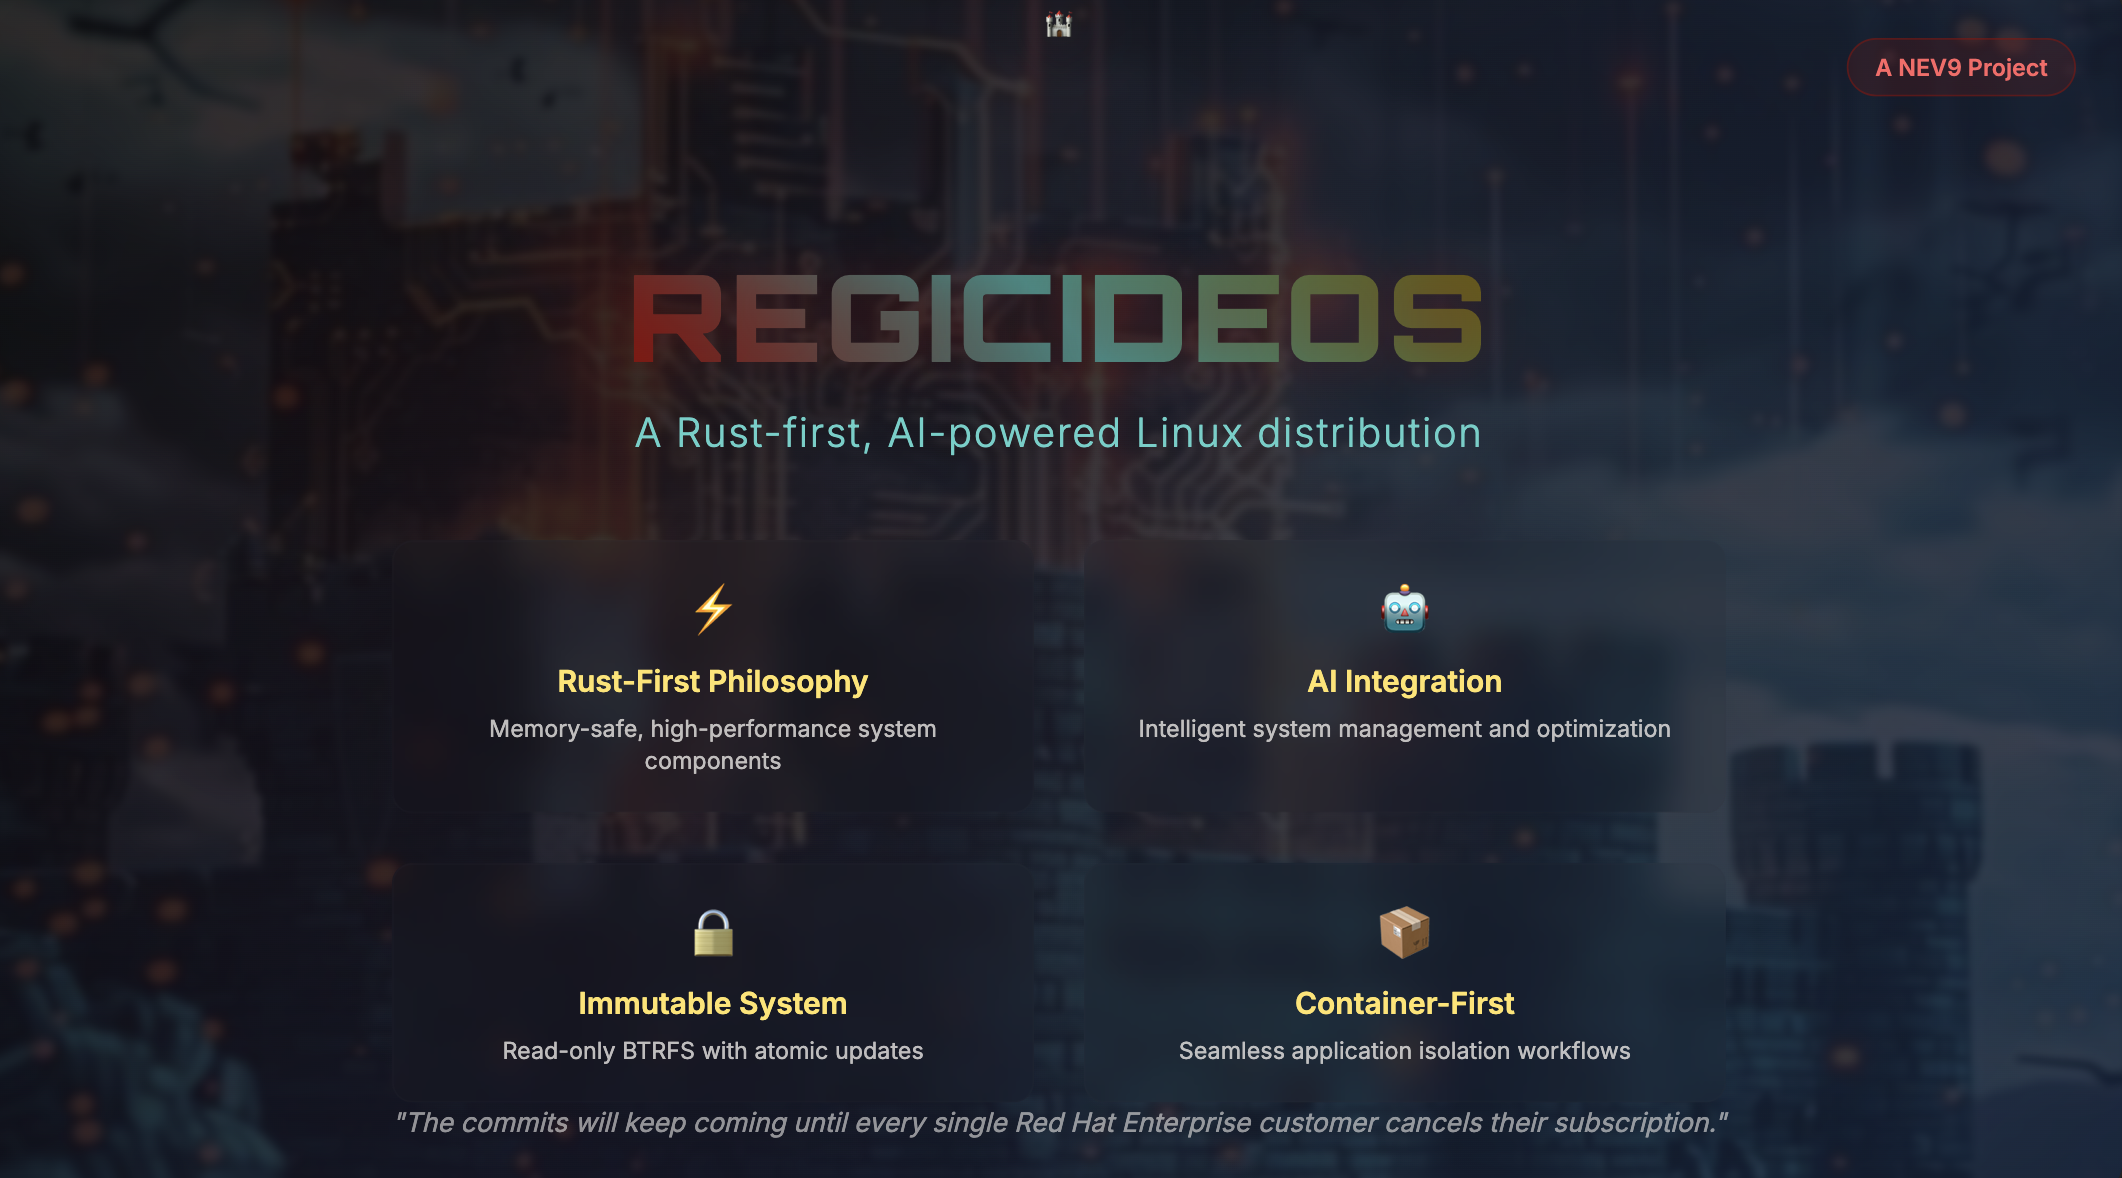 A NEV9 Project
REGICIDEOS
A Rust-first, AI-powered Linux distribution
Rust-First Philosophy
Memory-safe, high-performance system
components
AI Integration
Intelligent system management and optimization
Immutable System
Read-only BTRFS with atomic updates
Container-First
Seamless application isolation workflows
"The commits will keep coming until every single Red Hat Enterprise customer cancels their subscription."